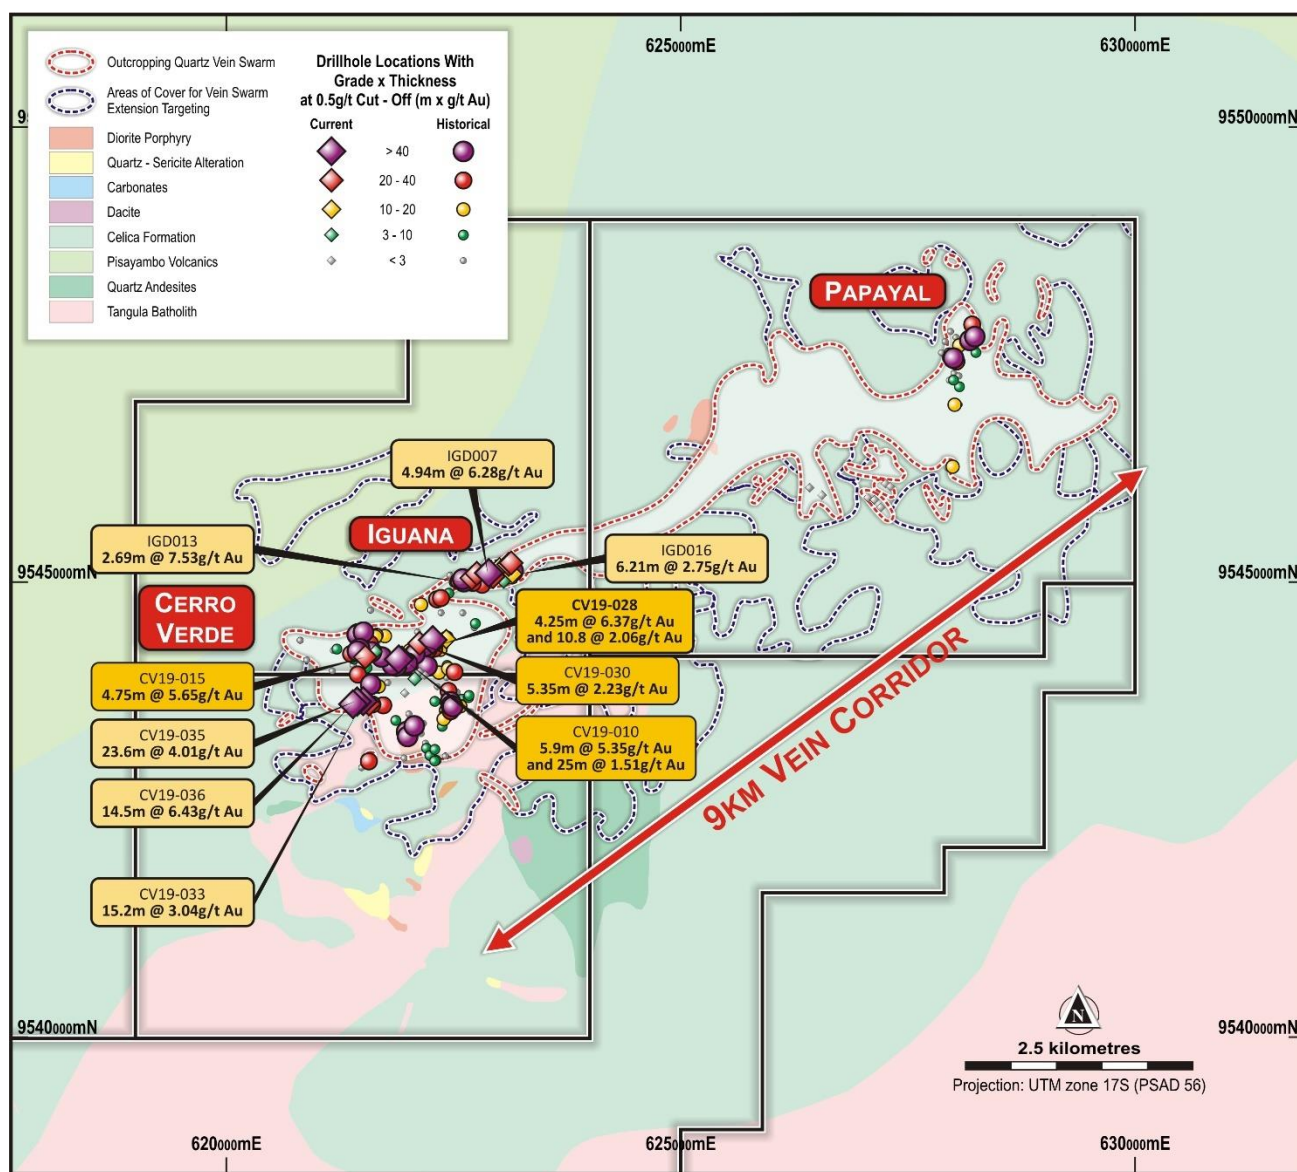 625000mE
630000mE
Outcropping Quartz Vein Swarm
Areas of Cover for Vein Swarm
Extension Targeting
Diorite Porphyry
Quartz - Sericite Alteration
Carbonates
Dacite
Celica Formation
Pisayambo Volcanics
Quartz Andesites
Tangula Batholith
Drillhole Locations With
Grade x Thickness
at 0.5g/t Cut - Off (m x g/t Au)
Current Historical
> 40
20 - 40
10 - 20
3 - 10
< 3
9550000mN
PAPAYAL
IGD007
4.94m @ 6.28g/t Au
IGUANA
IGD013
2.69m @ 7.53g/t Au
IGD016
6.21m @ 2.75g/t Au
9545000mN
9545000mN
CERRO
VERDE
CV19-028
4.25m @ 6.37g/t Au
and 10.8 @ 2.06g/t Au
CV19-015
4.75m @ 5.65g/t Au
CV19-030
5.35m @ 2.23g/t Au
CV19-035
23.6m @ 4.01g/t Au
CV19-010
5.9m @ 5.35g/t Au
and 25m @ 1.51g/t Au
CV19-036
14.5m @ 6.43g/t Au
CV19-033
15.2m @ 3.04g/t Au
9KM VEIN CORRIDOR
9540000mN
9540000mN
N
2.5 kilometres
Projection: UTM zone 17S (PSAD 56)
620000mE
625000mE
630000mE